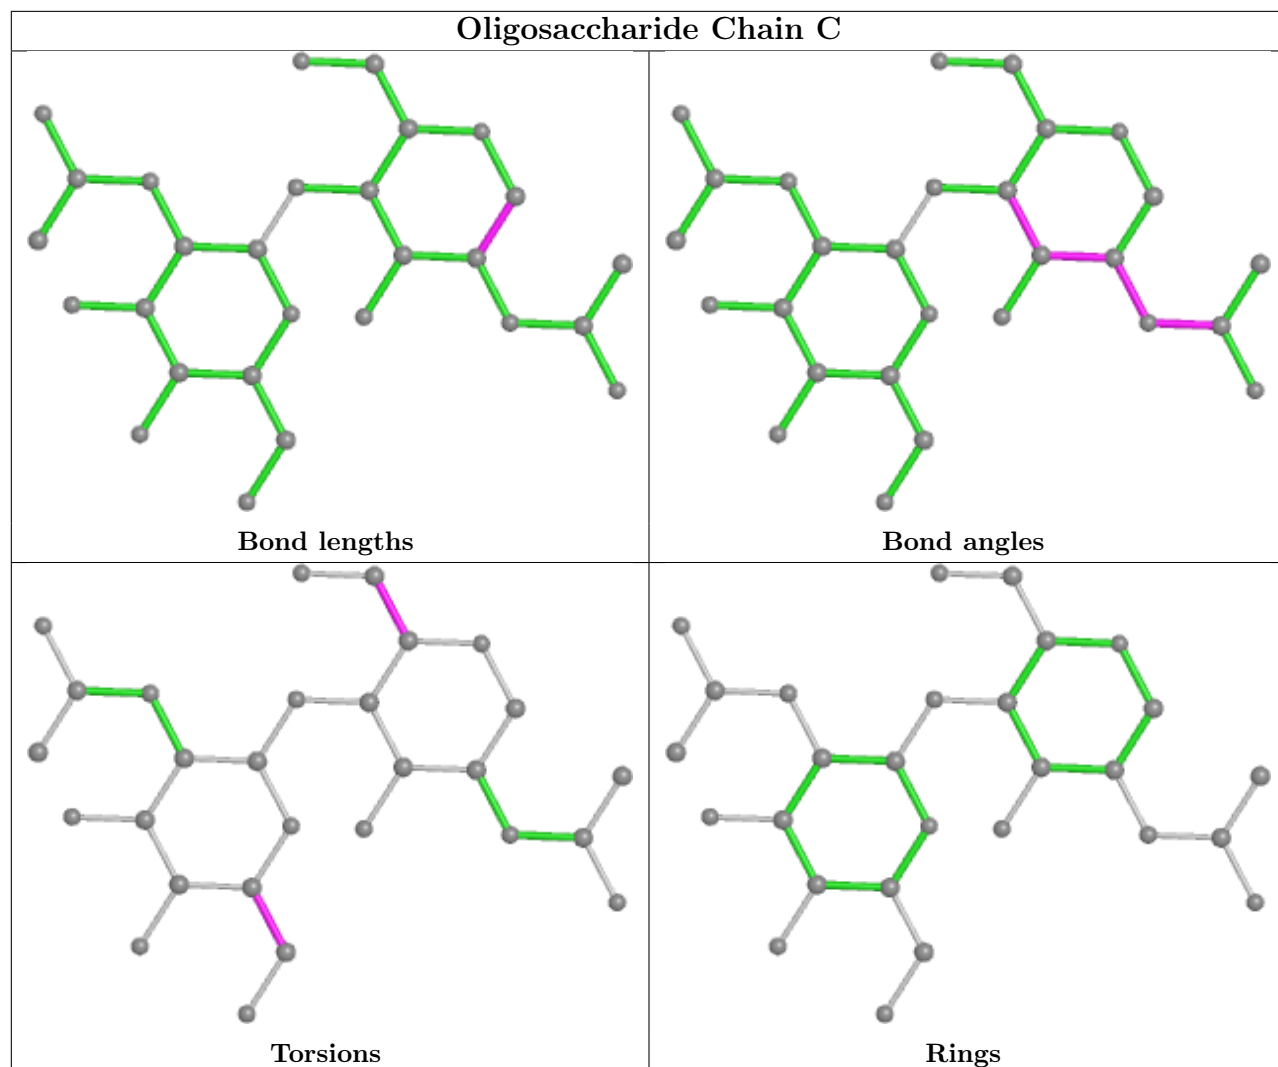 Oligosaccharide Chain C
Bond lengths
Bond angles
Torsions
Rings